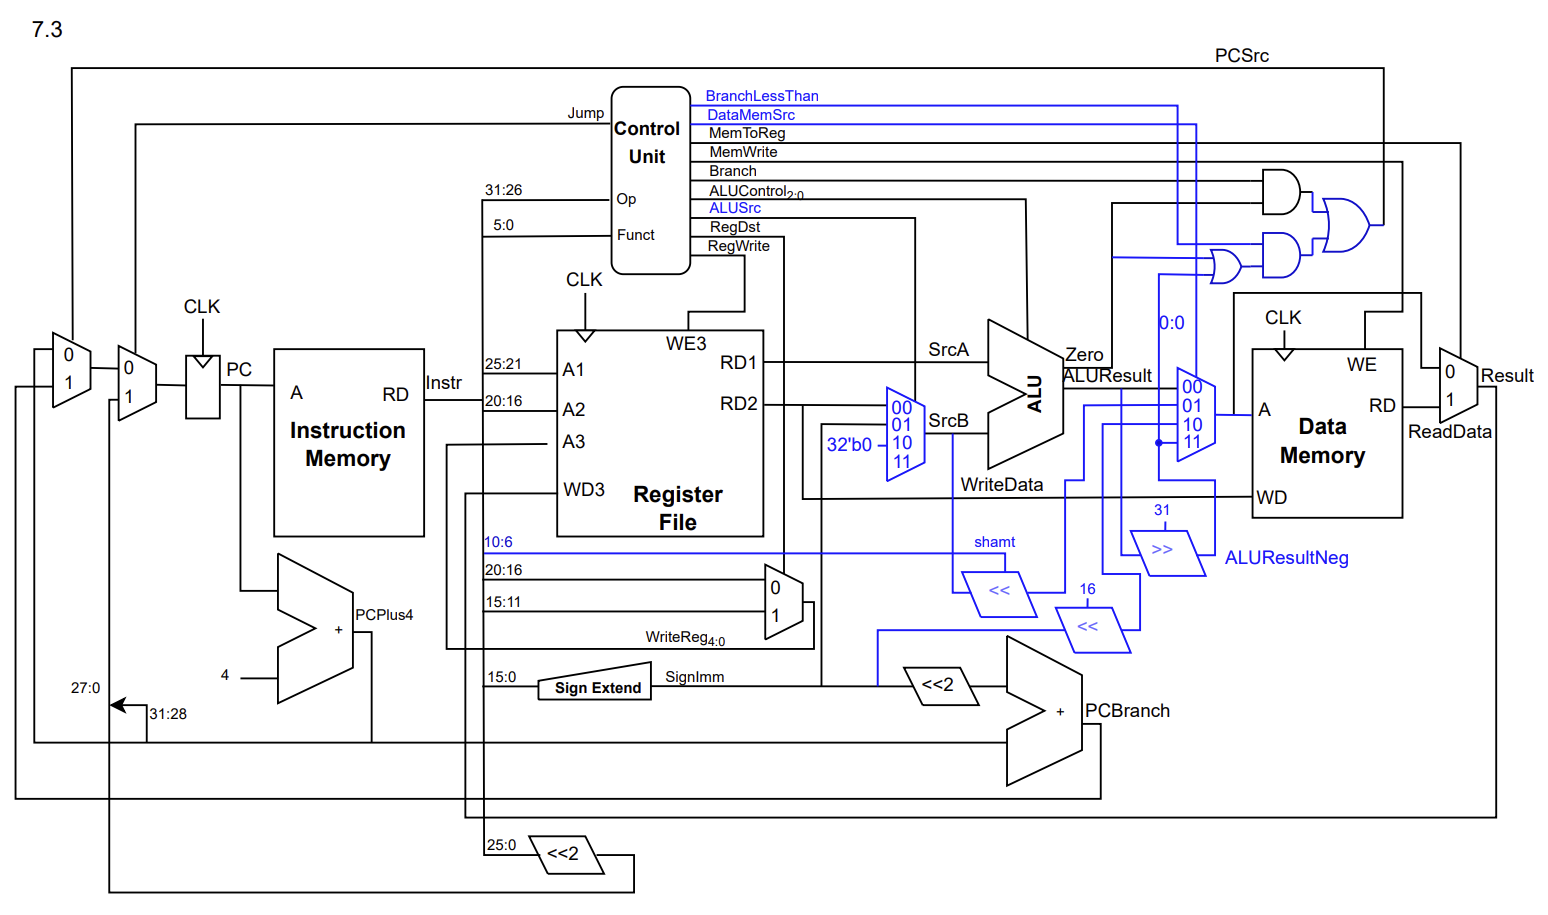 7.3
PCSrc
BranchLessThan
Jump
DataMemSrc
Control
Unit
MemToReg
MemWrite
Branch
31:26
Op
ALUControl2:0
ALUSrc
5:0
Funct
RegDst
RegWrite
CLK
CLK
0:0
CLK
WE3
0
1
0
1
PC
A
RD
Instruction
Memory
Instr
25:21
20:16
A1
A2
A3
WD3
RD1
RD2
Register
File
SrcA
00
01
10
11
32'b0
SrcB
ALU
Zero
ALUResult
00
01
10
11
WE
A
RD
Data
Memory
WD
0
1
Result
ReadData
WriteData
31
>>
ALUResultNeg
10:6
shamt
<<
16
<<
20:16
15:11
0
1
WriteReg4:0
PCPlus4
+
4
15:0
Sign Extend
SignImm
<<2
27:0
31:28
+
PCBranch
25:0
<<2